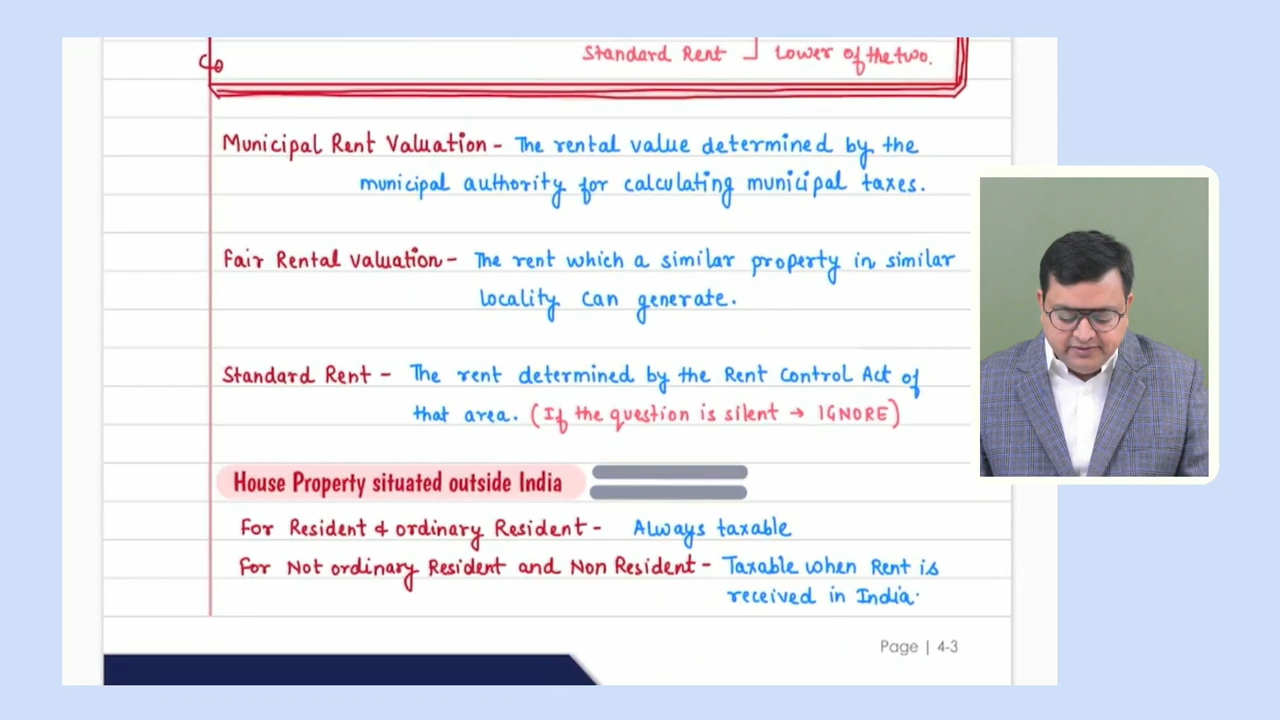 Standard Rent Lower of the two.
Co
Municipal Rent Valuation - The rental value determined by the
municipal authority for calculating municipal taxes.
Fair Rental valuation - The rent which a similar property in similar
locality can generate.
Standard Rent - The rent determined by the Rent Control Act of
that area. (If the question is silent → IGNORE)
House Property situated outside India
For Resident & ordinary Resident - Always taxable
For Not ordinary Resident and Non Resident - Taxable when Rent is
received in India.
Page | 4-3